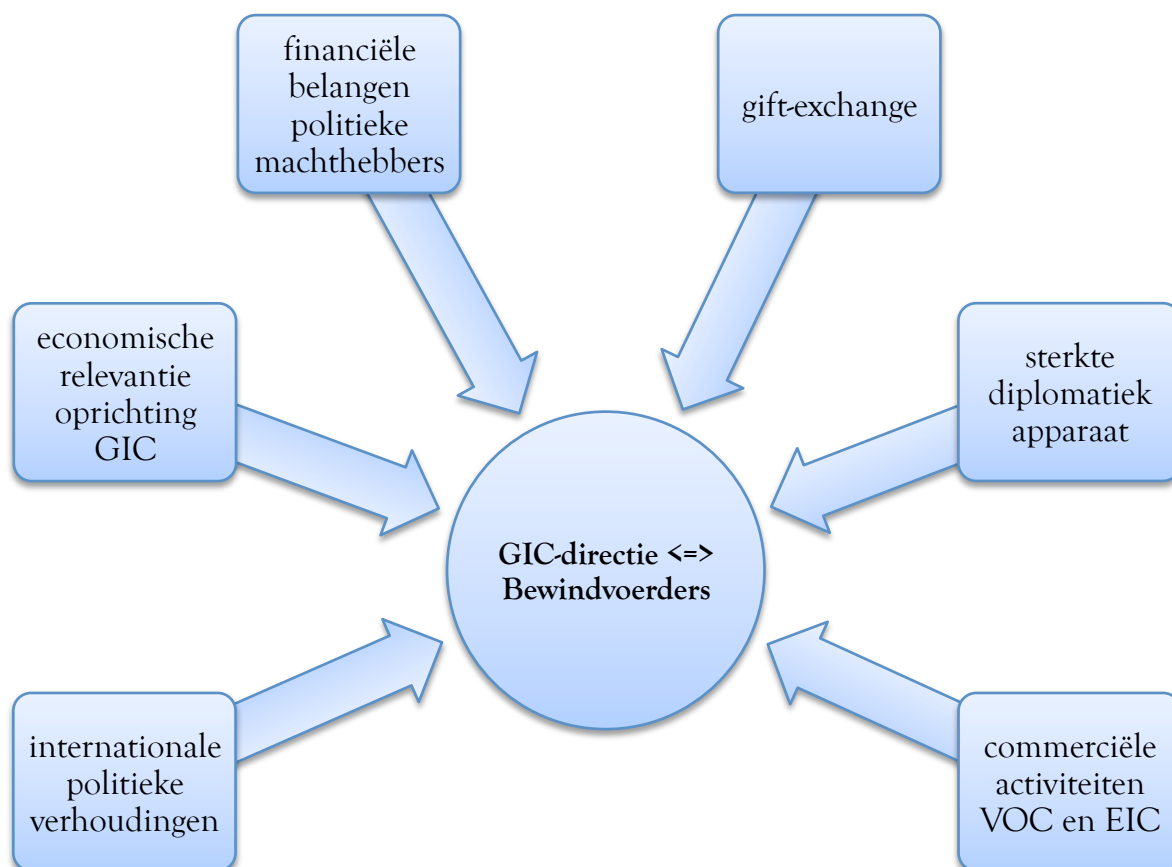 financiële
belangen
politieke
machthebbers
gift-exchange
economische
relevantie
oprichting
GIC
sterkte
diplomatiek
apparaat
GIC-directie <=>
Bewindvoerders
internationale
politieke
verhoudingen
commerciële
activiteiten
VOC en EIC